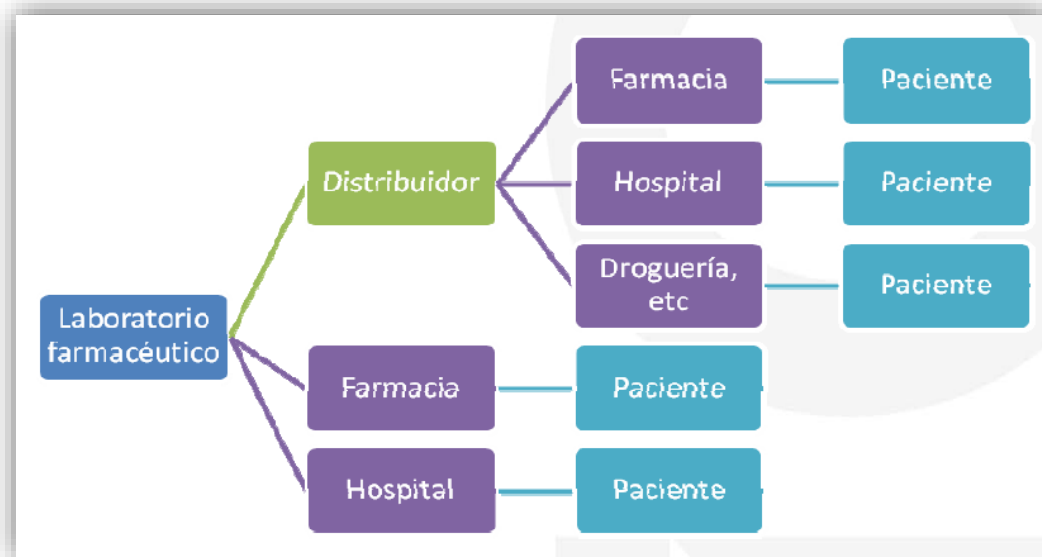 Farmacia
Paciente
Distribuidor
Hospital
Paciente
Droguería,
etc
Paciente
Laboratorio
farmacéutico
Farmacia
Paciente
Hospital
Paciente